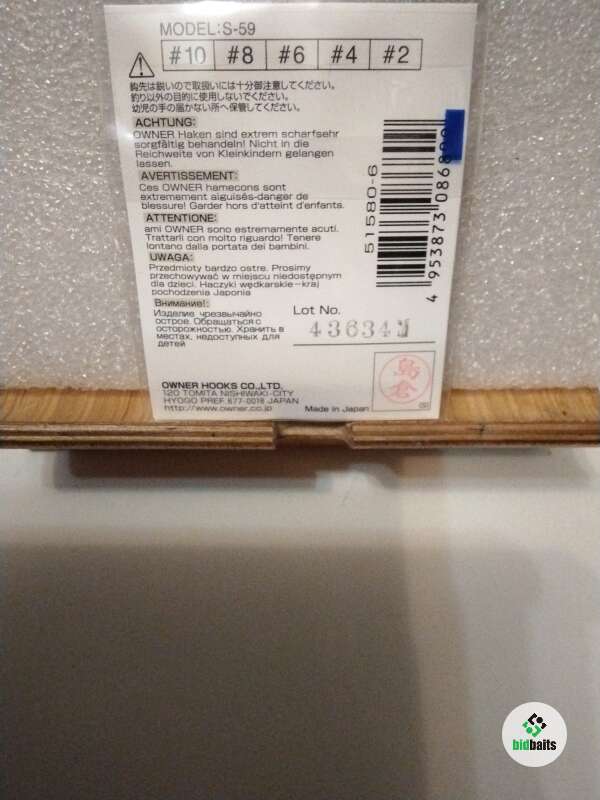 MODEL:S-59
#10 #8 #6 #4 #2
鈎先は鋭いので取扱いには十分御注意してください。
釣り以外の目的に使用しないでください。
幼児の手の届かない所へ保管してください。
ACHTUNG:
OWNER Haken sind extrem scharfsehr
sorgfältig behandeln! Nicht in die
Reichweite von Kleinkindern gelangen
lassen.
AVERTISSEMENT:
Ces OWNER hamecons sont
extremement aiguisés-danger de
blessure! Garder hors d'atteint d'enfants.
ATTENTIONE:
ami OWNER sono estremamente acuti.
Trattarli con molto riguardo! Tenere
lontano dalla portata dei bambini.
UWAGA:
Przedmioty bardzo ostre. Prosimy
przechowywać w miejscu niedostępnym
dla dzieci. Haczyki wędkarskie-kraj
pochodzenia Japonia
Внимание!:
Изделие чрезвычайно
острое. Обращаться с
осторожностью. Хранить в
местах, недоступных для
детей
51580-6
4 953873 086899
Lot No.
43634
島倉
OWNER HOOKS CO.,LTD.
120 TOMITA NISHIWAKI-CITY
HYOGO PREF. 677-0018 JAPAN
http://www.owner.co.jp
Made in Japan
bidbaits